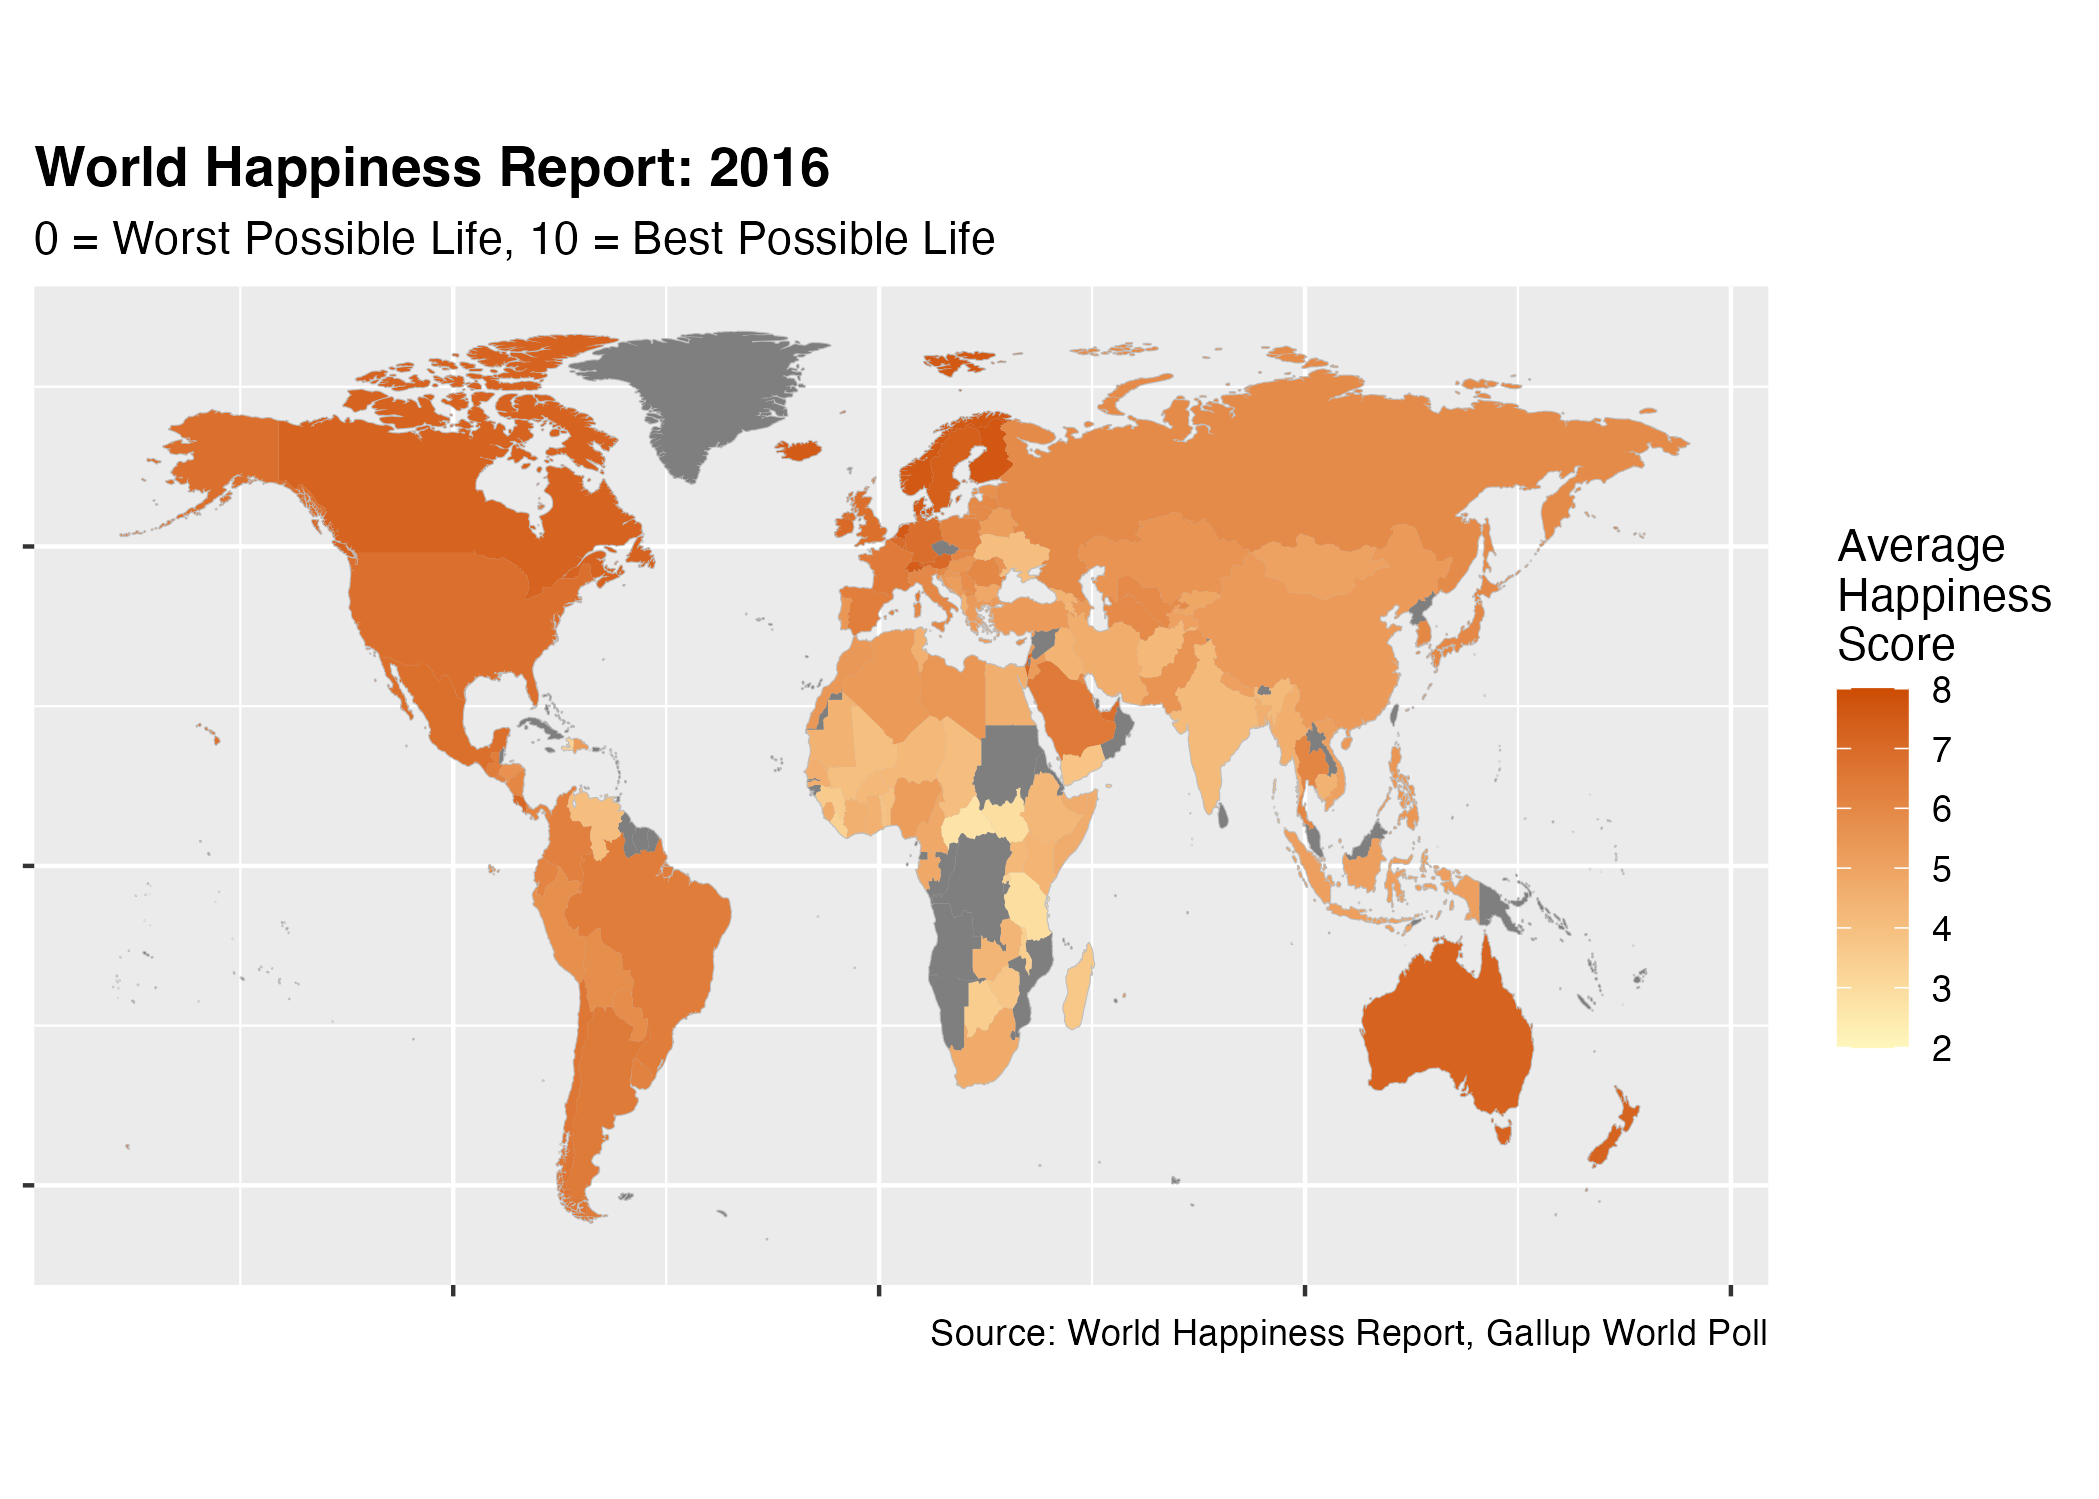 World Happiness Report: 2016
0 = Worst Possible Life, 10 = Best Possible Life
Average
Happiness
Score
8
7
6
5
4
3
2
Source: World Happiness Report, Gallup World Poll